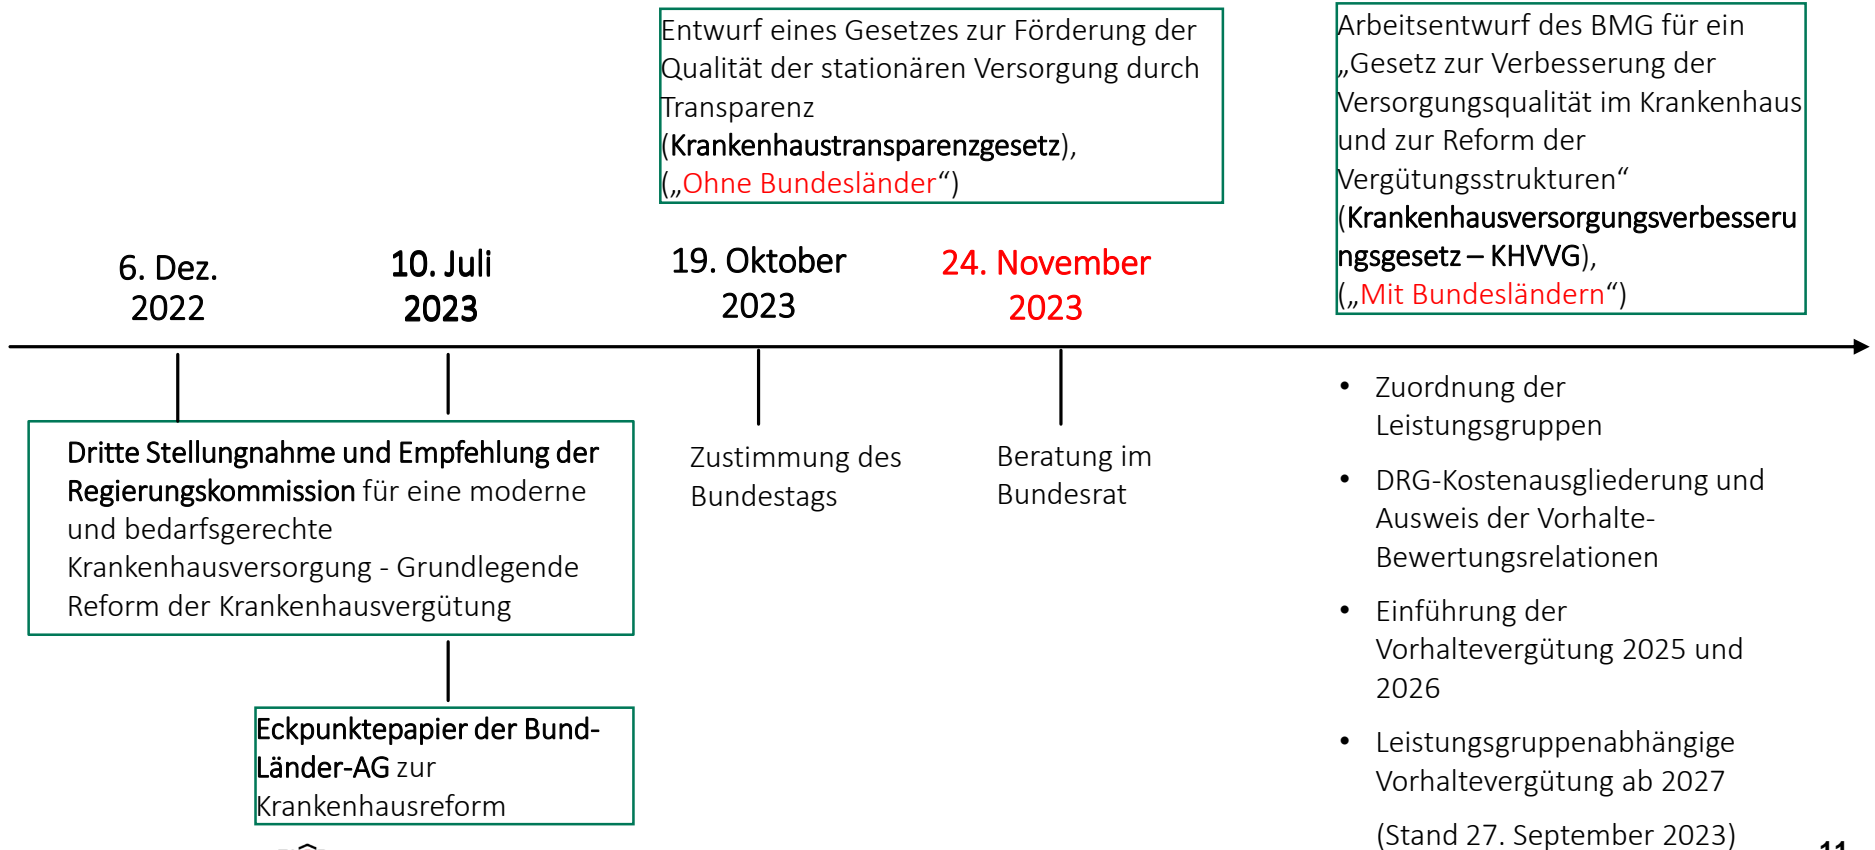 Entwurf eines Gesetzes zur Förderung der
Qualität der stationären Versorgung durch
Transparenz
(Krankenhaustransparenzgesetz),
(„Ohne Bundesländer“)
Arbeitsentwurf des BMG für ein
„Gesetz zur Verbesserung der
Versorgungsqualität im Krankenhaus
und zur Reform der
Vergütungsstrukturen“
(Krankenhausversorgungsverbesseru
ngsgesetz – KHVVG),
(„Mit Bundesländern“)
6. Dez.
2022
10. Juli
2023
19. Oktober
2023
24. November
2023
Dritte Stellungnahme und Empfehlung der
Regierungskommission für eine moderne
und bedarfsgerechte
Krankenhausversorgung - Grundlegende
Reform der Krankenhausvergütung
Eckpunktepapier der Bund-
Länder-AG zur
Krankenhausreform
Zustimmung des
Bundestags
Beratung im
Bundesrat
• Zuordnung der
Leistungsgruppen
• DRG-Kostenausgliederung und
Ausweis der Vorhalte-
Bewertungsrelationen
• Einführung der
Vorhaltevergütung 2025 und
2026
• Leistungsgruppenabhängige
Vorhaltevergütung ab 2027
(Stand 27. September 2023)
11